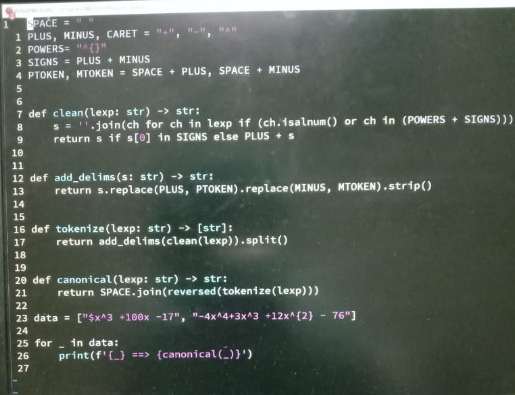 1 SPACE = " "
1 PLUS, MINUS, CARET = "+", "-", "^"
2 POWERS= "^{}"
3 SIGNS = PLUS + MINUS
4 PTOKEN, MTOKEN = SPACE + PLUS, SPACE + MINUS
5
6
7 def clean(lexp: str) -> str:
8     s = ''.join(ch for ch in lexp if (ch.isalnum() or ch in (POWERS + SIGNS)))
9     return s if s[0] in SIGNS else PLUS + s
10
11
12 def add_delims(s: str) -> str:
13     return s.replace(PLUS, PTOKEN).replace(MINUS, MTOKEN).strip()
14
15
16 def tokenize(lexp: str) -> [str]:
17     return add_delims(clean(lexp)).split()
18
19
20 def canonical(lexp: str) -> str:
21     return SPACE.join(reversed(tokenize(lexp)))
22
23 data = ["$x^3 +100x -17", "-4x^4+3x^3 +12x^{2} - 76"]
24
25 for _ in data:
26     print(f'{_} ==> {canonical(_)}')
27
~
~